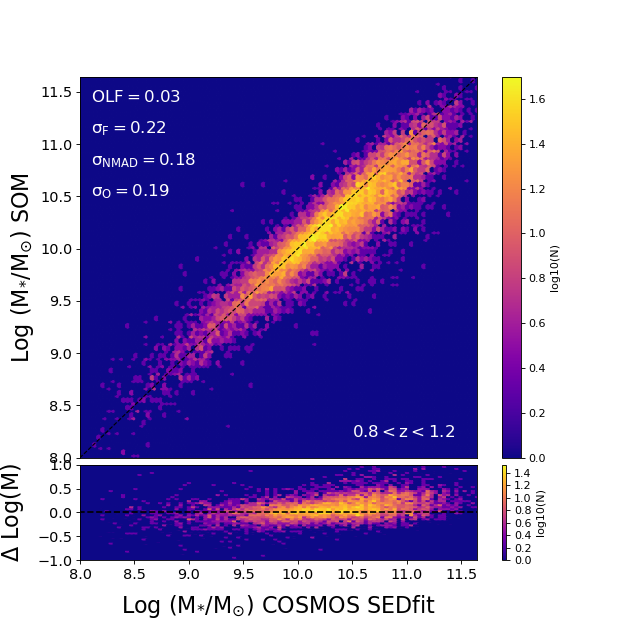 OLF = 0.03
σF = 0.22
σNMAD = 0.18
σO = 0.19
0.8 < z < 1.2
Log (M*/M⊙) SOM
11.5
11.0
10.5
10.0
9.5
9.0
8.5
8.0
1.6
1.4
1.2
1.0
0.8
0.6
0.4
0.2
0.0
log10(N)
Δ Log(M)
1.0
0.5
0.0
−0.5
−1.0
1.4
1.2
1.0
0.8
0.6
0.4
0.2
0.0
log10(N)
8.0 8.5 9.0 9.5 10.0 10.5 11.0 11.5
Log (M*/M⊙) COSMOS SEDfit